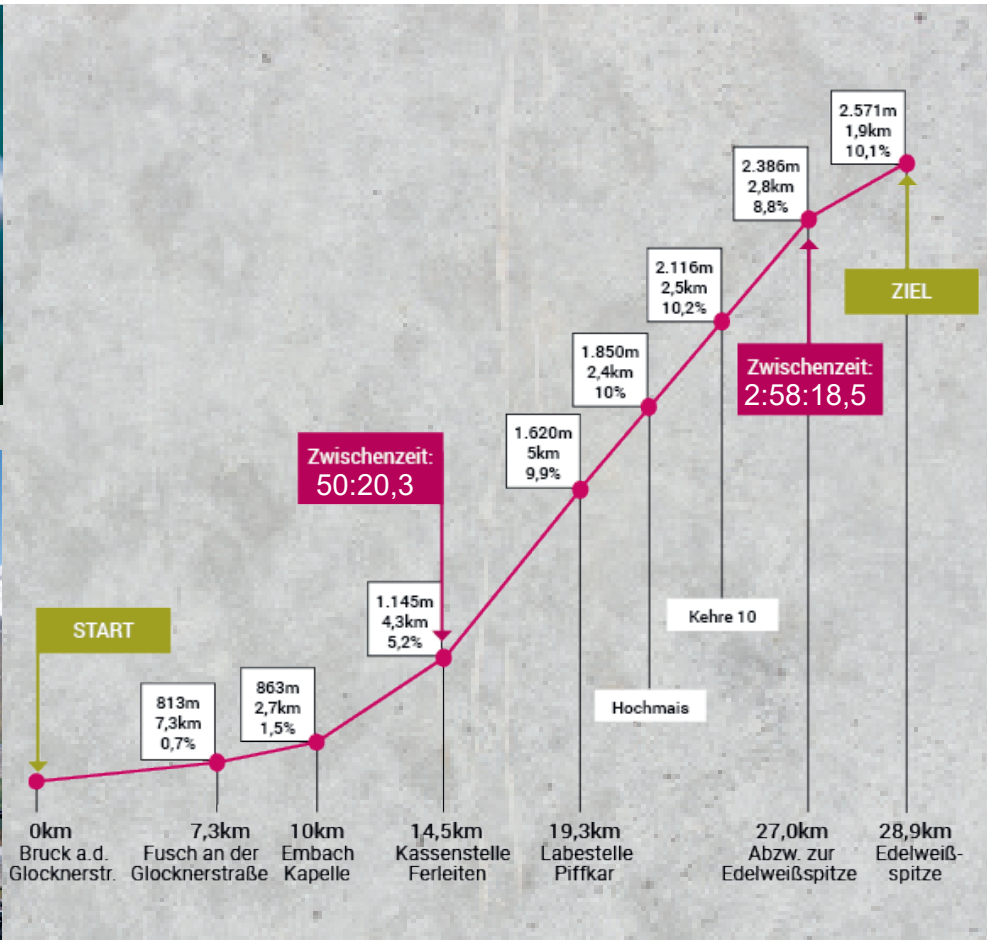 2.571m
1,9km
10,1%
2.386m
2,8km
8,8%
2.116m
2,5km
10,2%
ZIEL
1.850m
2,4km
10%
Zwischenzeit:
2:58:18,5
1.620m
5km
9,9%
Zwischenzeit:
50:20,3
1.145m
4,3km
5,2%
START
Kehre 10
863m
2,7km
1,5%
813m
7,3km
0,7%
Hochmais
0km
Bruck a.d.
Glocknerstr.
7,3km
Fusch an der
Glocknerstraße
10km
Embach
Kapelle
14,5km
Kassenstelle
Ferleiten
19,3km
Labestelle
Piffkar
27,0km
Abzw. zur
Edelweißspitze
28,9km
Edelweiß-
spitze